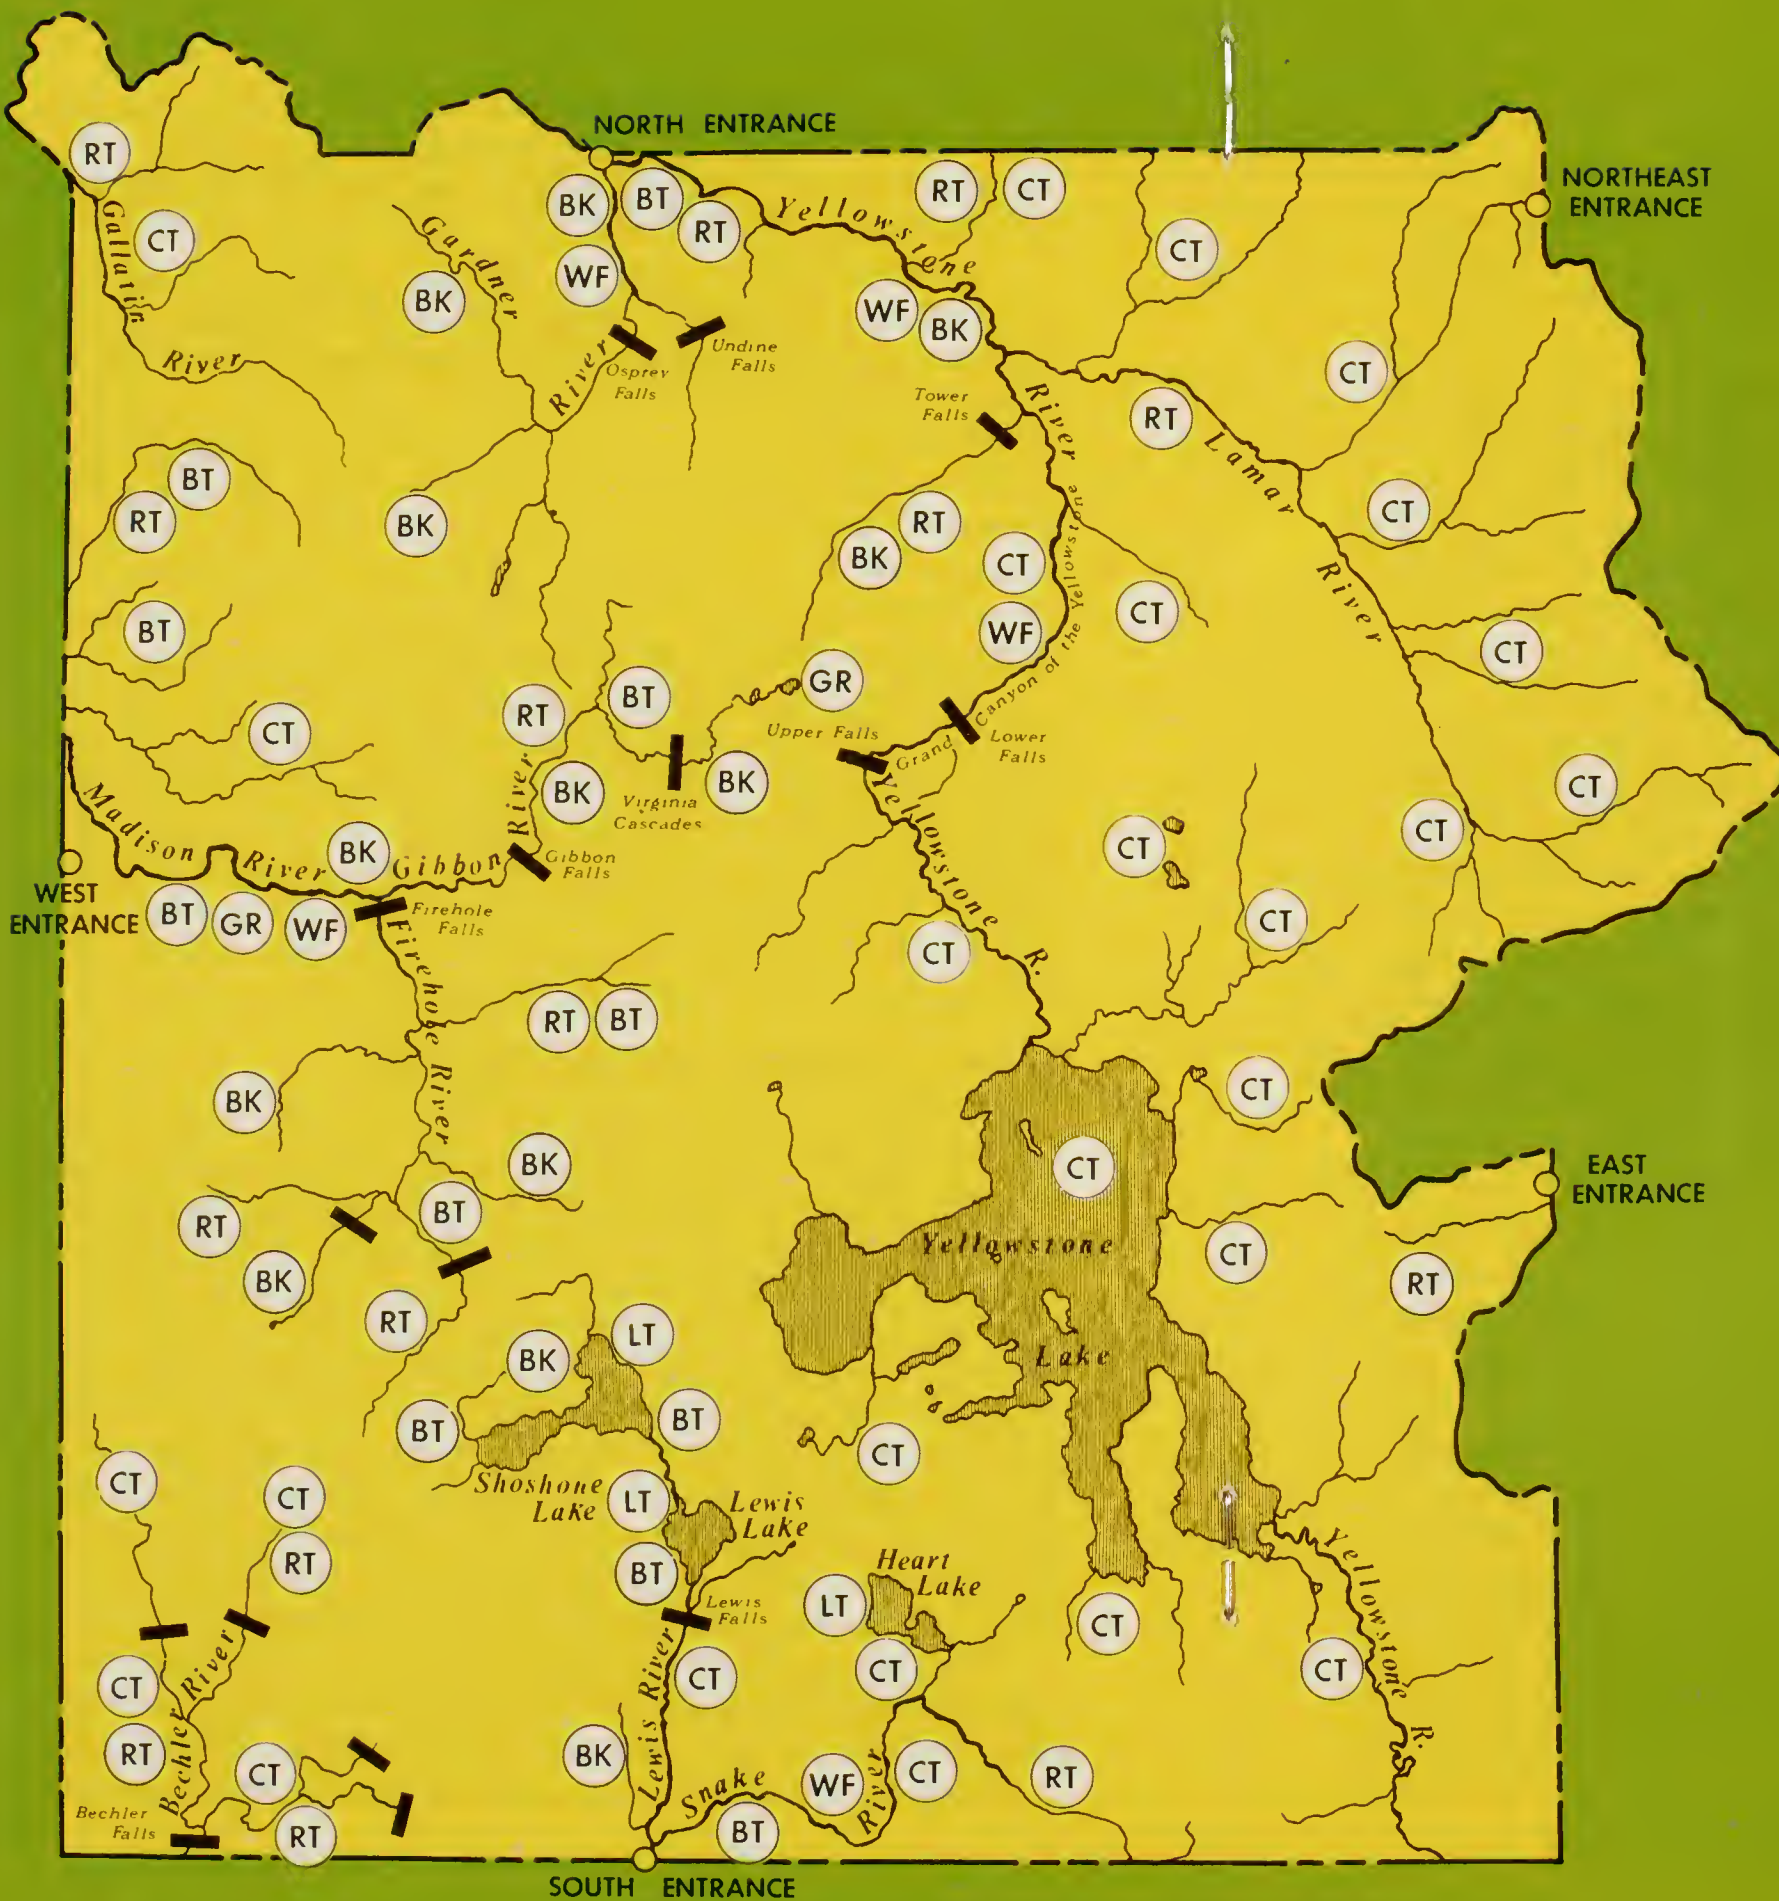 NORTH ENTRANCE
NORTHEAST
ENTRANCE
RT
BK
BT
RT
CT
Gallatin
River
CT
Gardner
River
BK
WF
RT
Yellowstone
River
CT
WF
BK
BK
Undine
Falls
Osprey
Falls
Tower
Falls
CT
RT
Lamar
River
BT
RT
BK
RT
BK
CT
CT
Grand Canyon of the Yellowstone
BT
WF
CT
CT
CT
RT
BT
GR
Upper Falls
Lower
Falls
BK
Virginia
Cascades
BK
CT
CT
CT
Madison
River
BK
Gibbon
River
Gibbon
Falls
Yellowstone
R.
WEST
ENTRANCE
BT
GR
WF
Firehole
Falls
Firehole River
CT
CT
RT
BT
BK
CT
CT
BK
EAST
ENTRANCE
RT
BT
BK
Yellowstone
Lake
CT
RT
RT
BK
LT
BT
BT
CT
CT
CT
Shoshone
Lake
LT
Lewis
Lake
Yellowstone
R.
RT
BT
Heart
Lake
LT
Lewis
Falls
CT
CT
Bechler
River
CT
CT
CT
RT
CT
BK
Lewis River
Snake
River
WF
CT
RT
Bechler
Falls
RT
BT
SOUTH ENTRANCE